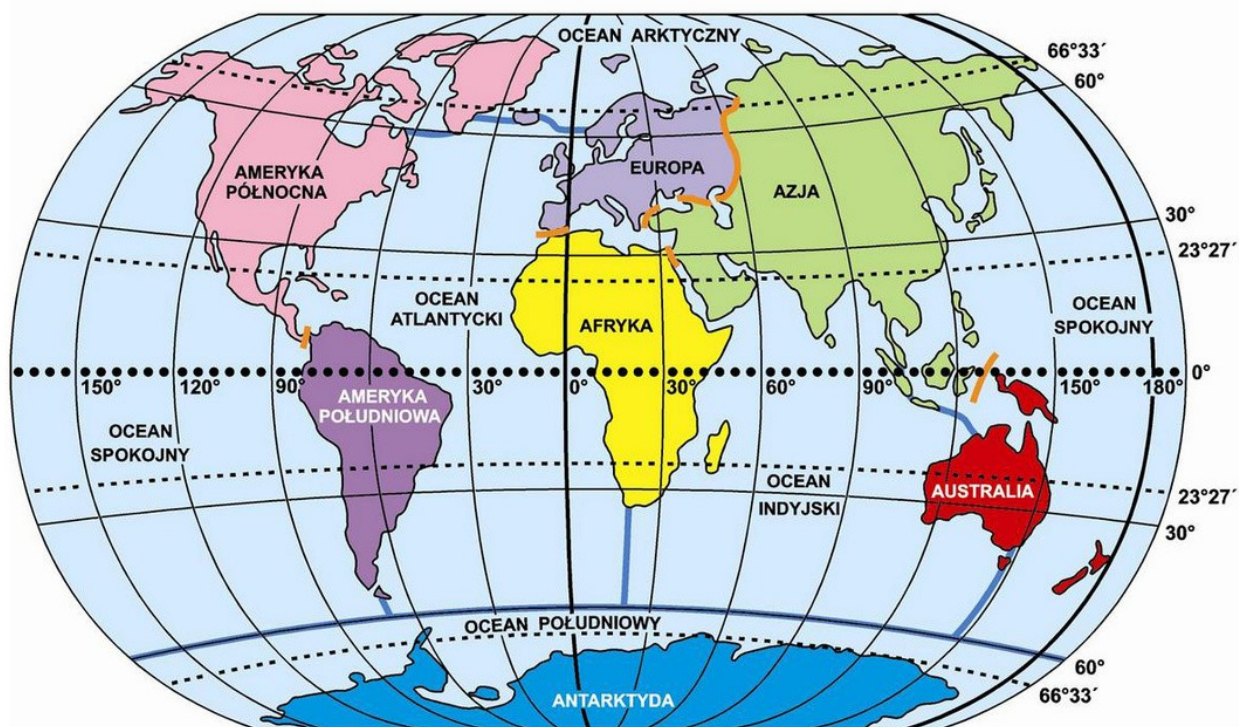 OCEAN ARKTYCZNY
66°33´
60°
AMERYKA
PÓŁNOCNA
EUROPA
AZJA
30°
23°27´
OCEAN
ATLANTYCKI
AFRYKA
OCEAN
SPOKOJNY
150°
120°
90°
30°
0°
30°
60°
90°
150°
180°
0°
AMERYKA
POŁUDNIOWA
OCEAN
SPOKOJNY
OCEAN
INDYJSKI
AUSTRALIA
23°27´
30°
OCEAN POŁUDNIOWY
60°
66°33´
ANTARKTYDA